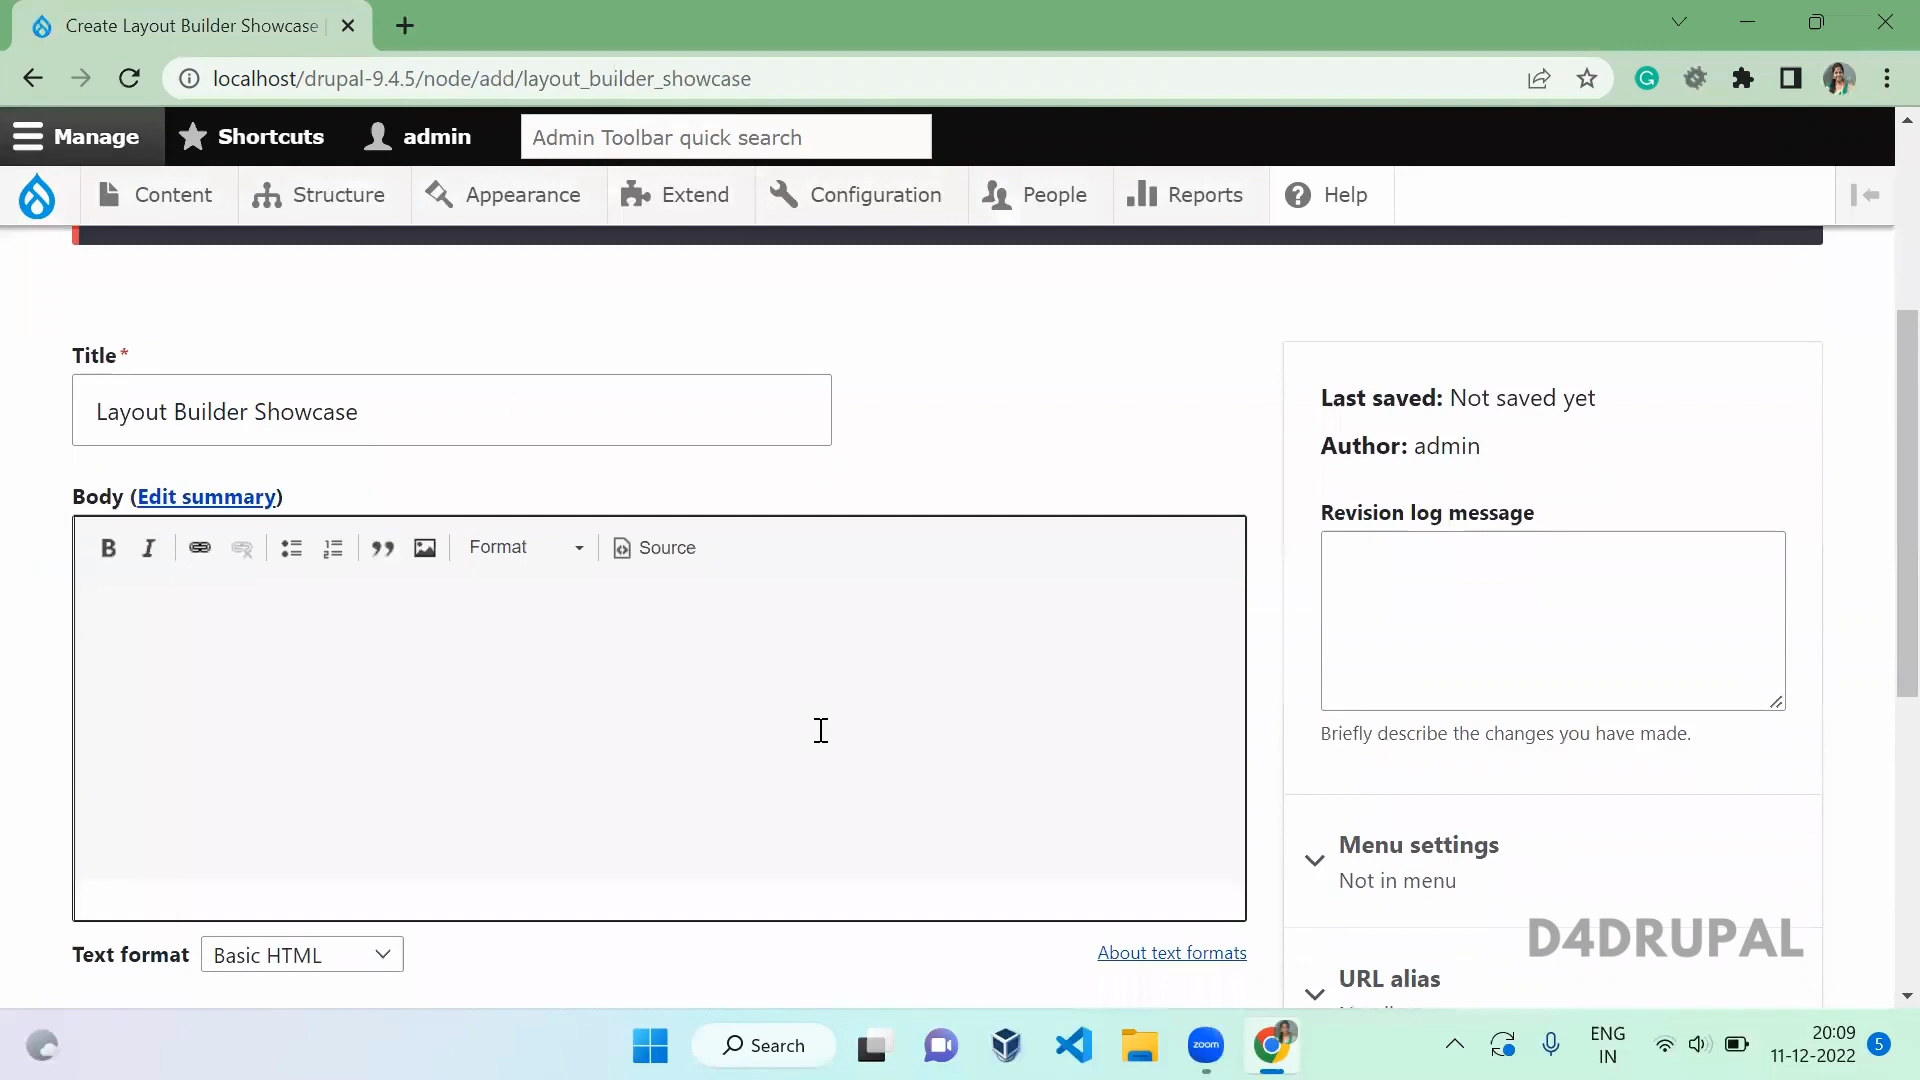 Create Layout Builder Showcase
localhost/drupal-9.4.5/node/add/layout_builder_showcase
Manage
Shortcuts
admin
Admin Toolbar quick search
Content
Structure
Appearance
Extend
Configuration
People
Reports
Help
Title*
Layout Builder Showcase
Last saved: Not saved yet
Author: admin
Body (Edit summary)
Revision log message
B I
Format
Source
Briefly describe the changes you have made.
Menu settings
Not in menu
D4DRUPAL
Text format
Basic HTML
About text formats
URL alias
Search
zoom
ENG
IN
20:09
11-12-2022
5